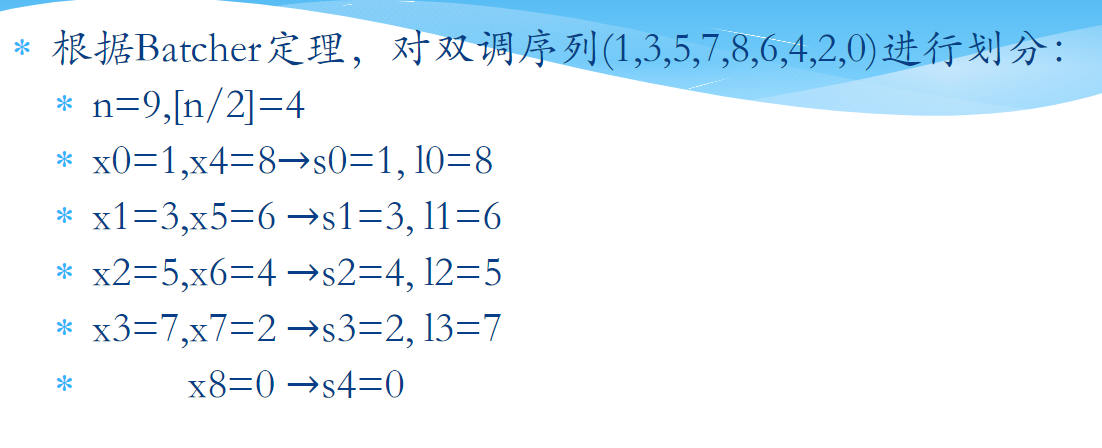 * 根据Batcher定理，对双调序列(1,3,5,7,8,6,4,2,0)进行划分：
* n=9,[n/2]=4
* x0=1,x4=8→s0=1, l0=8
* x1=3,x5=6 →s1=3, l1=6
* x2=5,x6=4 →s2=4, l2=5
* x3=7,x7=2 →s3=2, l3=7
* x8=0 →s4=0